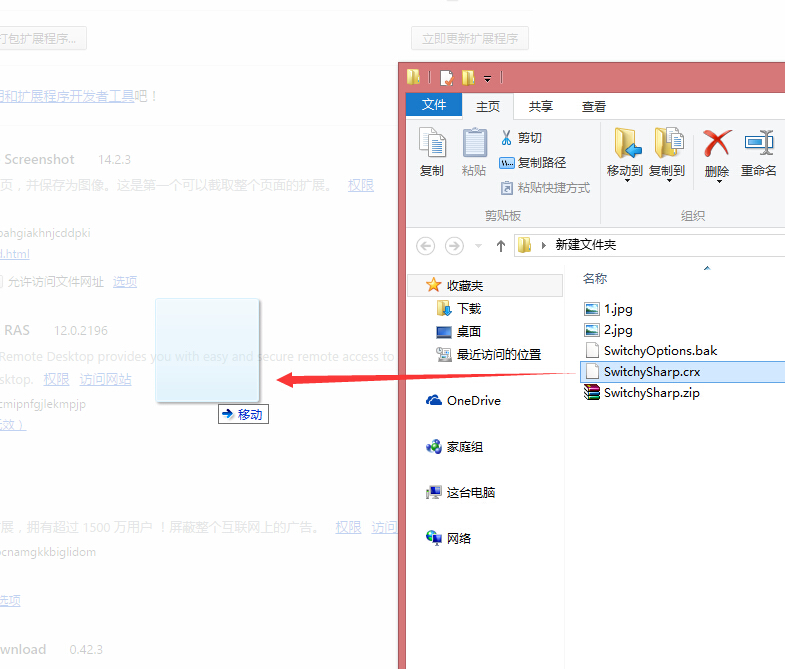 打包扩展程序...
立即更新扩展程序
用和扩展程序开发者工具吧！
Screenshot 14.2.3
页，并保存为图像。这是第一个可以截取整个页面的扩展。 权限
pahgiakhnjcddpki
l.html
允许访问文件网址 选项
RAS 12.0.2196
Remote Desktop provides you with easy and secure remote access to
sktop. 权限 访问网站
cmipnfgjlekmpjp
效）
移动
展，拥有超过 1500 万用户 ！屏蔽整个互联网上的广告。 权限 访问
ocnamgkkbiglidom
选项
wnload 0.42.3
文件 主页 共享 查看
复制
粘贴
剪切
复制路径
粘贴快捷方式
剪贴板
移动到 复制到 删除 重命名
组织
新建文件夹
收藏夹
下载
桌面
最近访问的位置
OneDrive
家庭组
这台电脑
网络
名称
1.jpg
2.jpg
SwitchyOptions.bak
SwitchySharp.crx
SwitchySharp.zip